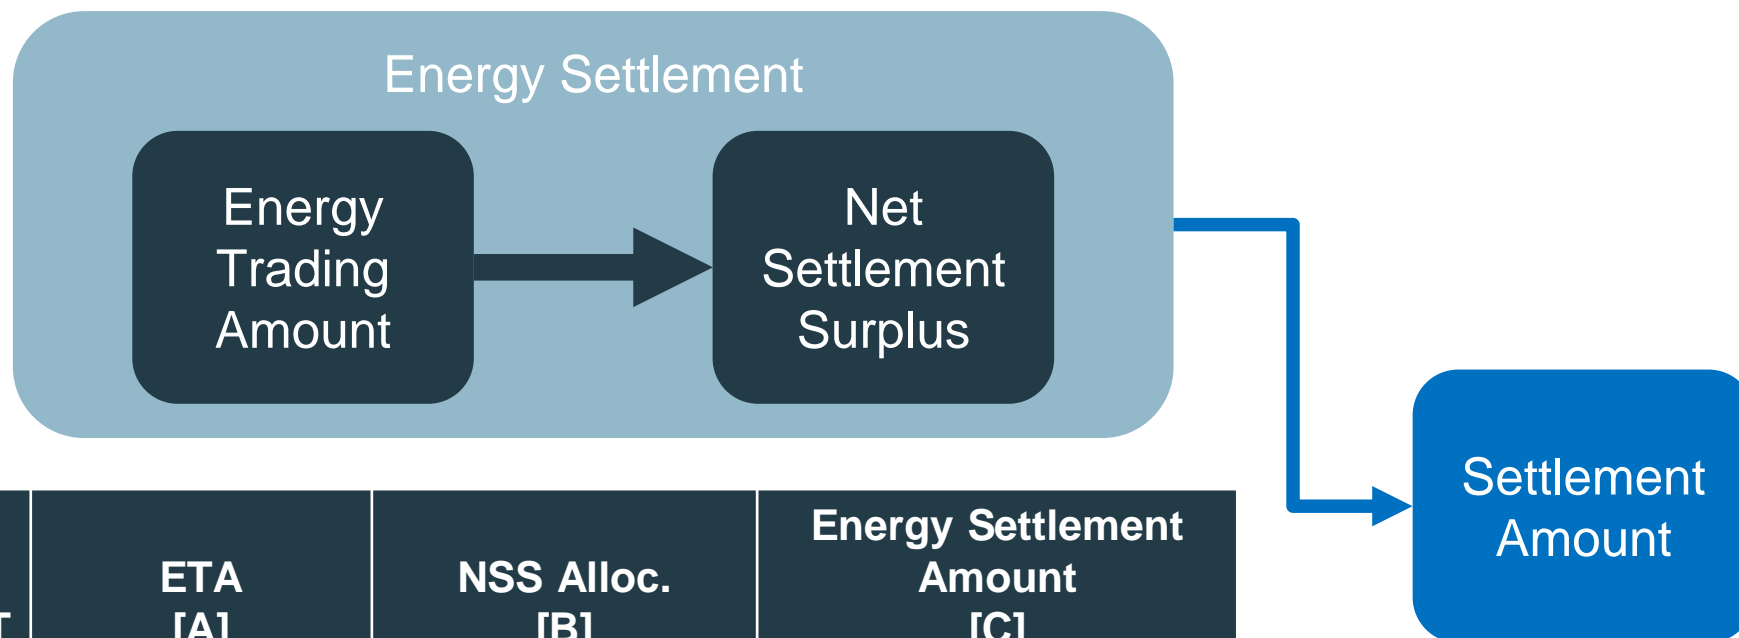 Energy Settlement
Energy
Trading
Amount
Net
Settlement
Surplus
Settlement
Amount
Energy Settlement
Amount
ETA
NSS Alloc.
[A]
[B]
[C]